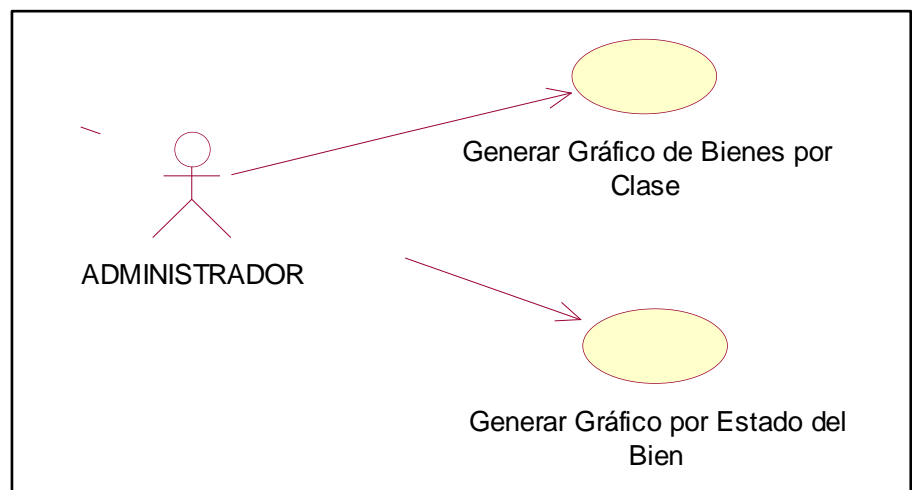 Generar Gráfico de Bienes por
Clase
ADMINISTRADOR
Generar Gráfico por Estado del
Bien